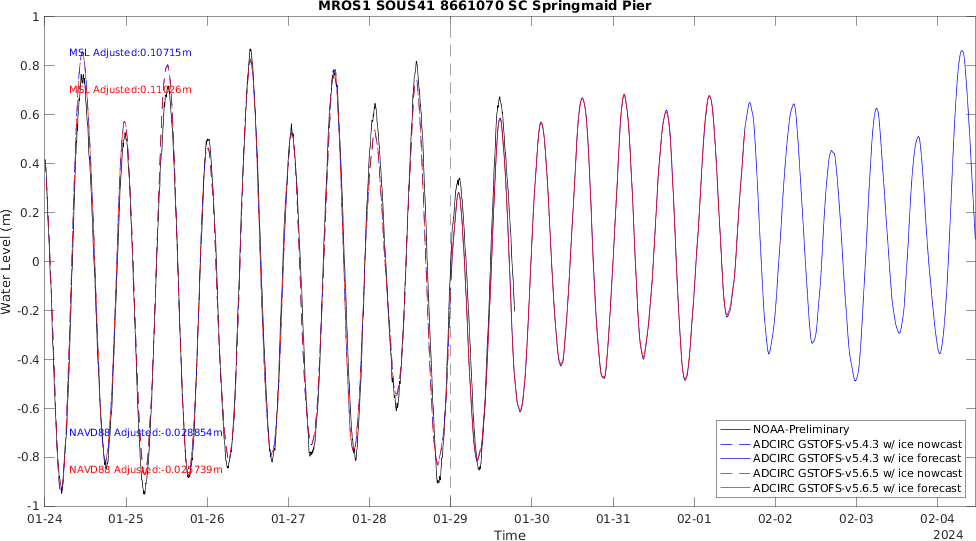 MROS1 SOUS41 8661070 SC Springmaid Pier
1
0.8
0.6
0.4
0.2
0
-0.2
-0.4
-0.6
-0.8
-1
Water Level (m)
MSL Adjusted:0.10715m
MSL Adjusted:0.11026m
NAVD88 Adjusted:-0.028854m
NAVD88 Adjusted:-0.025739m
NOAA-Preliminary
ADCIRC GSTOFS-v5.4.3 w/ ice nowcast
ADCIRC GSTOFS-v5.4.3 w/ ice forecast
ADCIRC GSTOFS-v5.6.5 w/ ice nowcast
ADCIRC GSTOFS-v5.6.5 w/ ice forecast
01-24 01-25 01-26 01-27 01-28 01-29 01-30 01-31 02-01 02-02 02-03 02-04
Time
2024